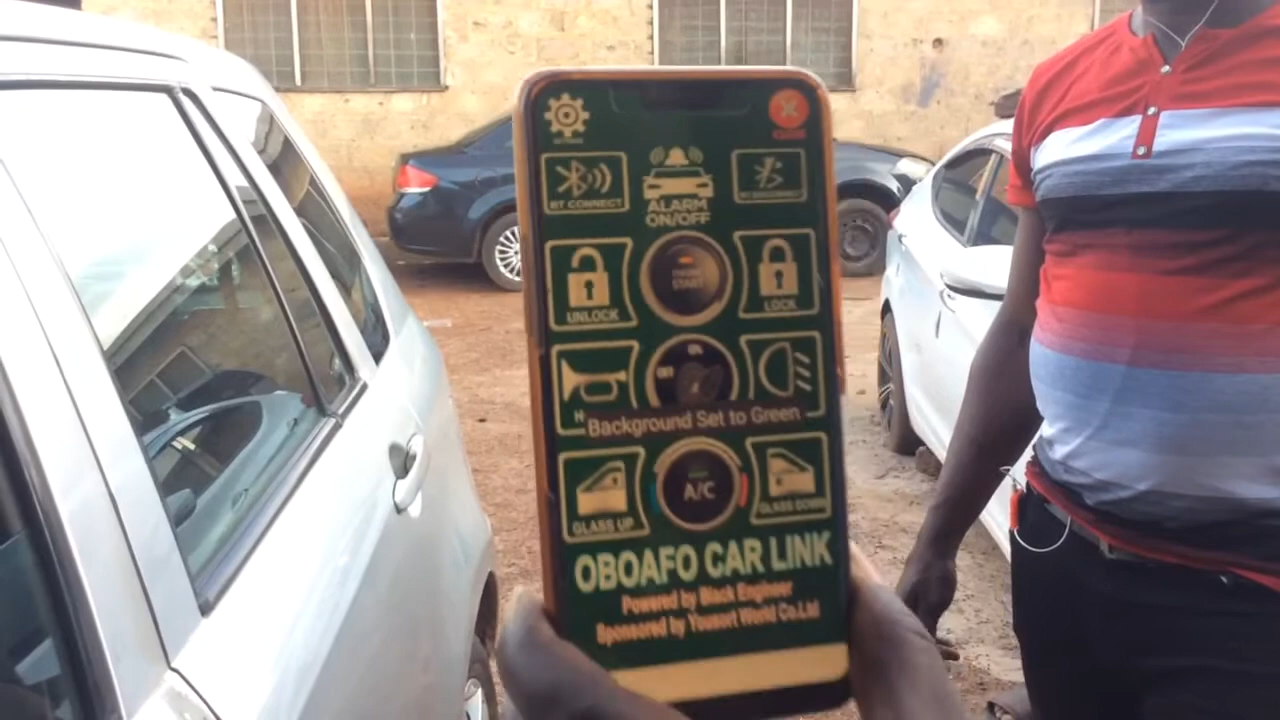 BT CONNECT
ALARM
ON/OFF
UNLOCK
START
LOCK
H
Background Set to Green
GLASS UP
A/C
GLASS DOWN
OBOAFO CAR LINK
Powered by Black Engineer
Sponsored by Yousort World Co.Ltd